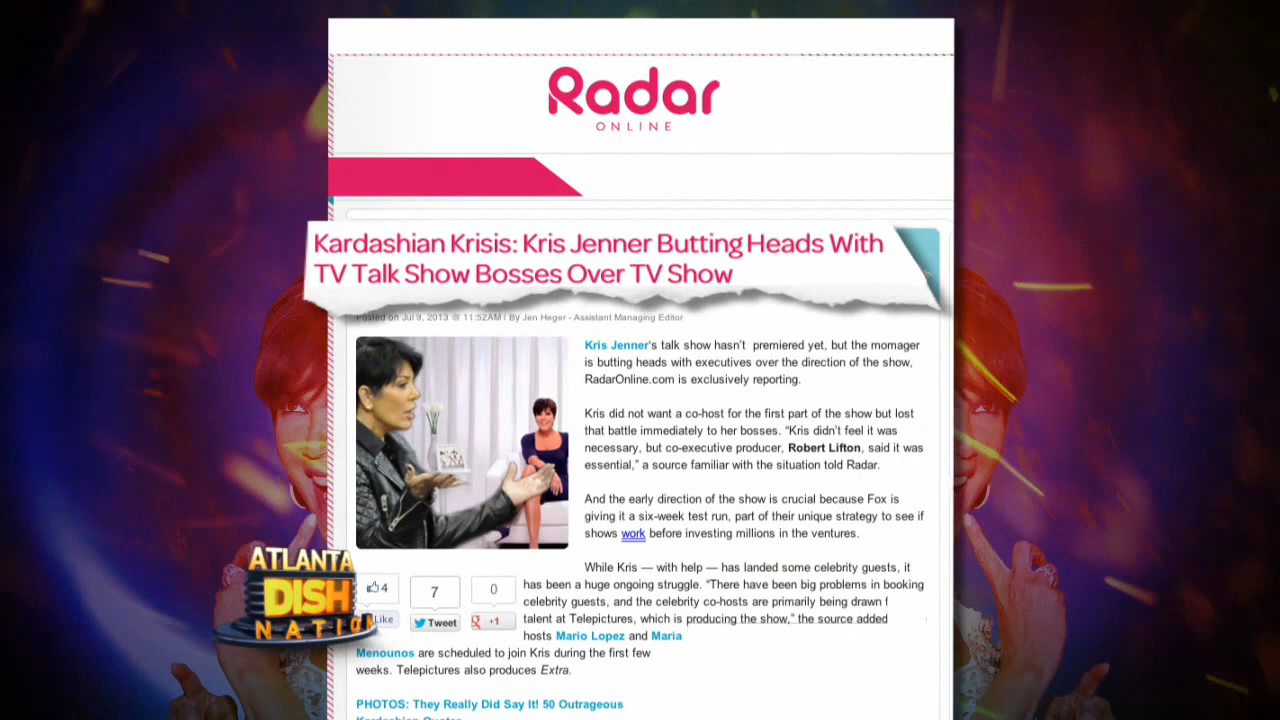 Radar
ONLINE
Kardashian Krisis: Kris Jenner Butting Heads With
TV Talk Show Bosses Over TV Show
Posted on Jul 9, 2013 @ 11:52AM | By Jen Heger - Assistant Managing Editor
Kris Jenner's talk show hasn't premiered yet, but the momager
is butting heads with executives over the direction of the show,
RadarOnline.com is exclusively reporting.
Kris did not want a co-host for the first part of the show but lost
that battle immediately to her bosses. “Kris didn’t feel it was
necessary, but co-executive producer, Robert Lifton, said it was
essential,” a source familiar with the situation told Radar.
And the early direction of the show is crucial because Fox is
giving it a six-week test run, part of their unique strategy to see if
shows work before investing millions in the ventures.
While Kris — with help — has landed some celebrity guests, it
has been a huge ongoing struggle. “There have been big problems in booking
celebrity guests, and the celebrity co-hosts are primarily being drawn f
talent at Telepictures, which is producing the show,” the source added
hosts Mario Lopez and Maria
Menounos are scheduled to join Kris during the first few
weeks. Telepictures also produces Extra.
PHOTOS: They Really Did Say It! 50 Outrageous
Kardashian Quotes
4
Like
7
Tweet
0
+1
ATLANTA
DISH
NATION